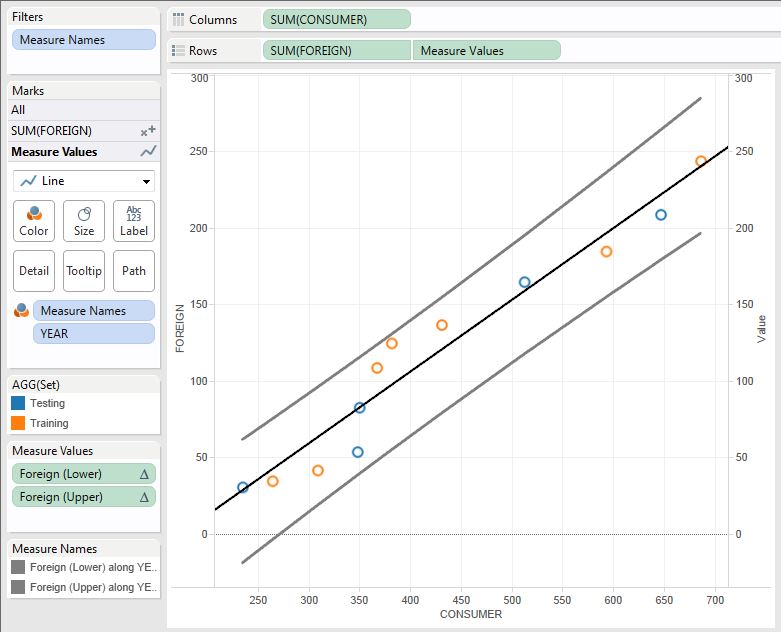 Filters
Measure Names
Marks
All
SUM(FOREIGN)
Measure Values
Line
Color
Size
Abc
123
Label
Detail
Tooltip
Path
Measure Names
YEAR
AGG(Set)
Testing
Training
Measure Values
Foreign (Lower) Δ
Foreign (Upper) Δ
Measure Names
Foreign (Lower) along YE..
Foreign (Upper) along YE..
Columns SUM(CONSUMER)
Rows SUM(FOREIGN) Measure Values
300 300
250 250
200 200
150 150
100 100
50 50
0 0
FOREIGN
Value
250 300 350 400 450 500 550 600 650 700
CONSUMER